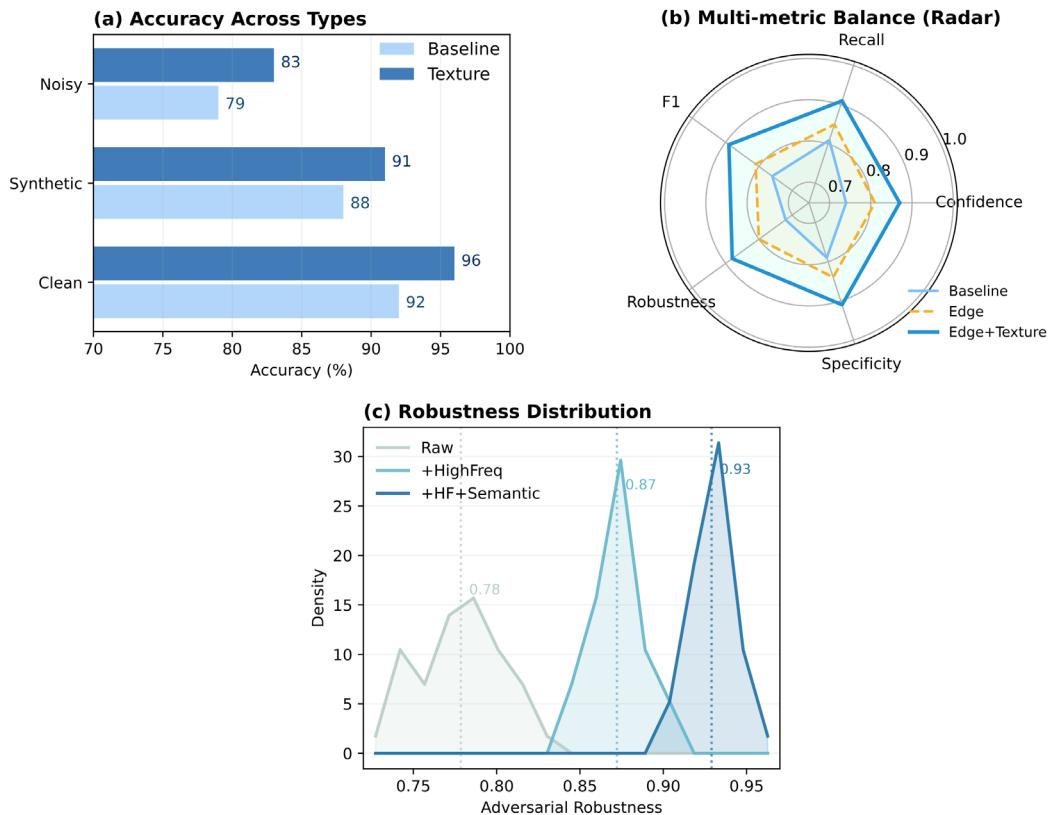 (a) Accuracy Across Types
Baseline
Texture
Noisy
Synthetic
Clean
83
79
91
88
96
92
70 75 80 85 90 95 100
Accuracy (%)
(b) Multi-metric Balance (Radar)
Recall
F1
1.0
0.9
0.8
0.7
Confidence
Robustness
Specificity
Baseline
Edge
Edge+Texture
(c) Robustness Distribution
Raw
+HighFreq
+HF+Semantic
0.93
0.87
0.78
30
25
20
15
10
5
0
Density
0.75 0.80 0.85 0.90 0.95
Adversarial Robustness